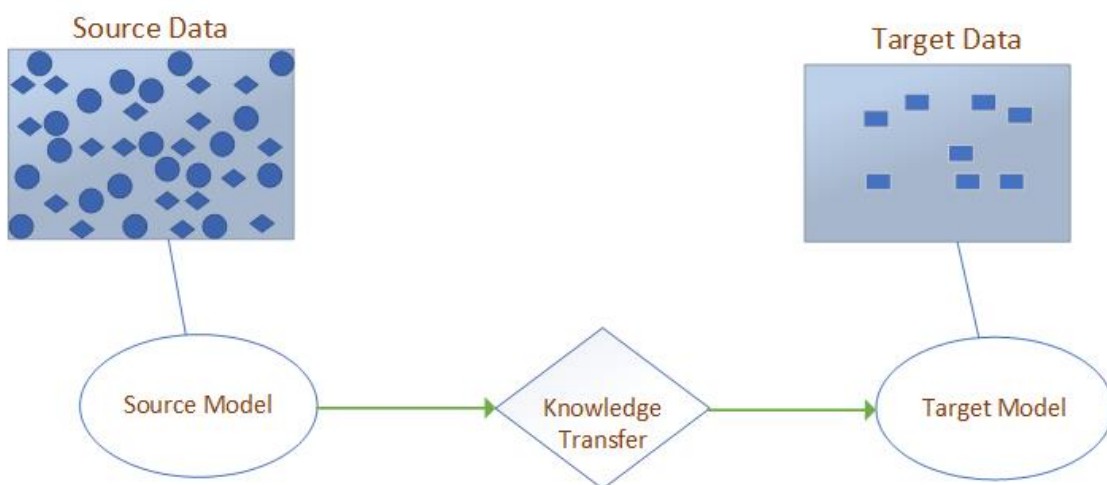 Source Data
Target Data
Source Model
Knowledge
Transfer
Target Model